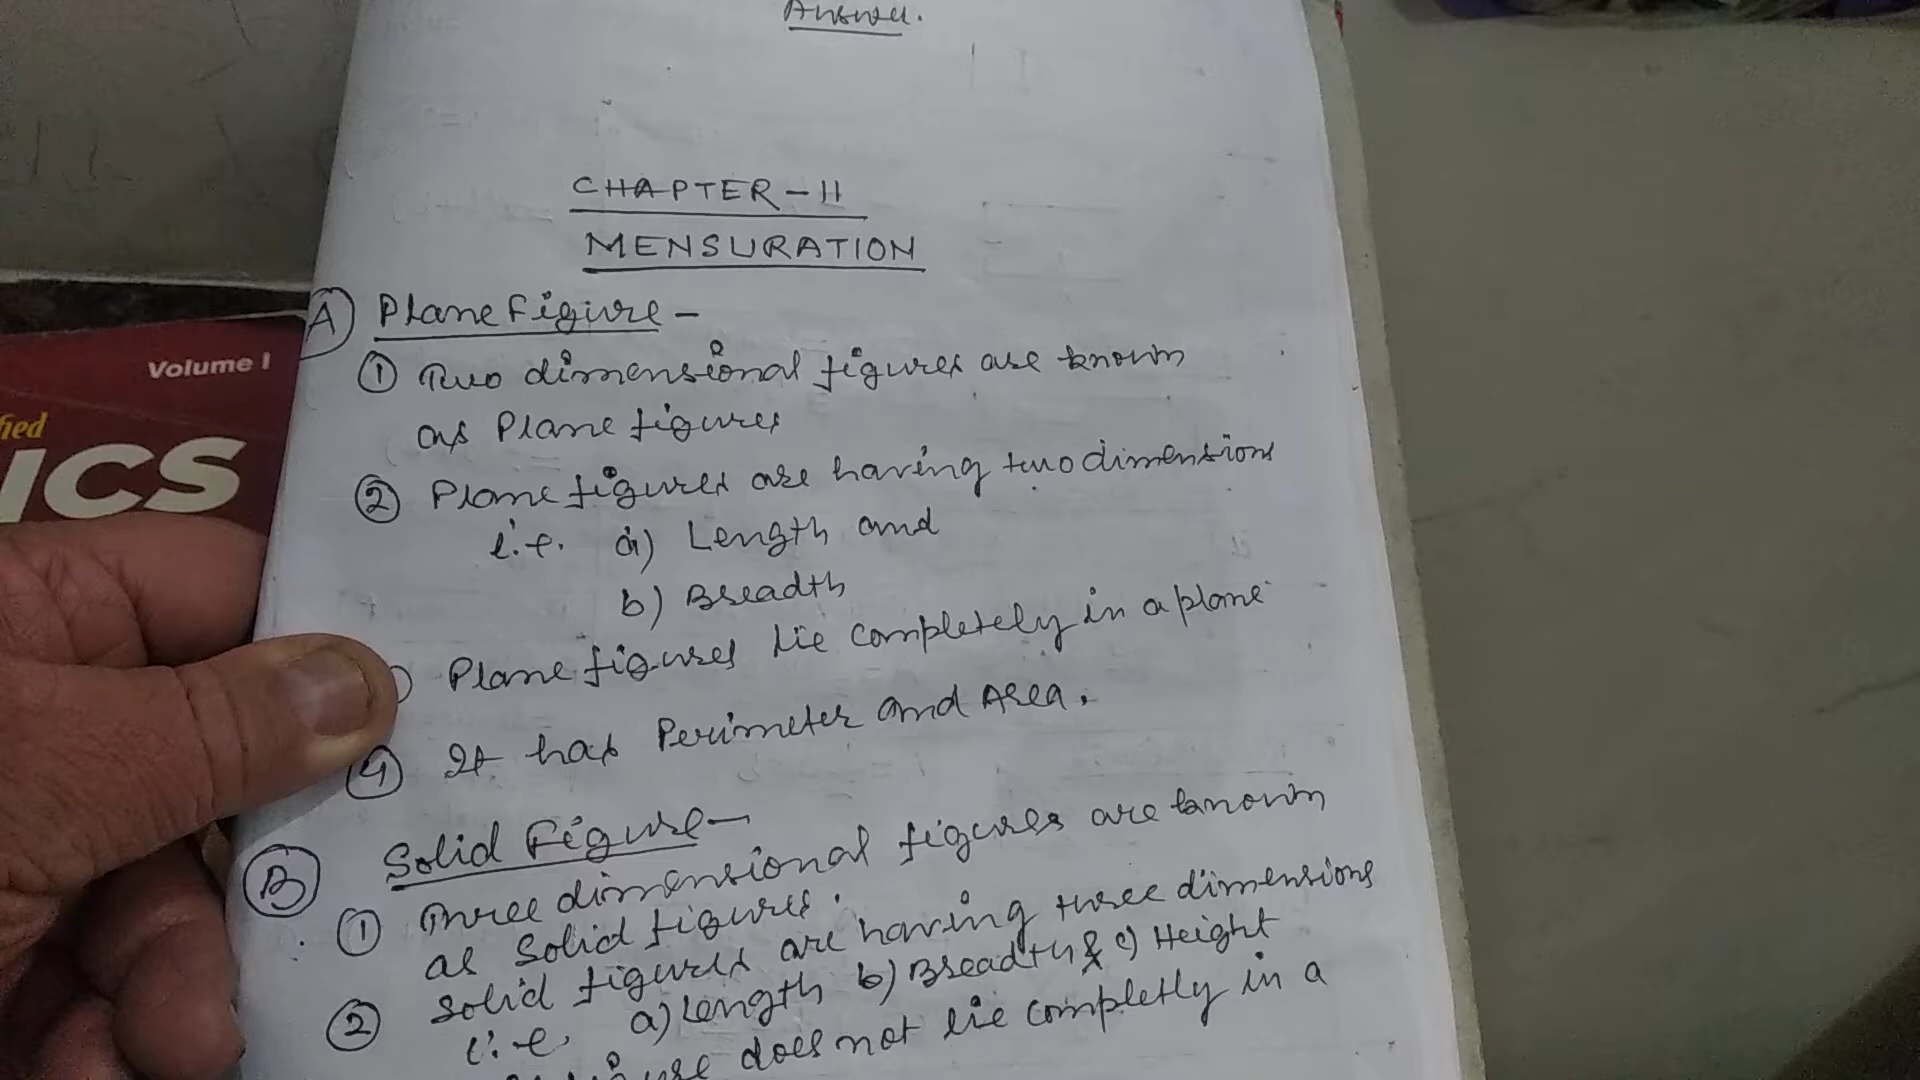 Answer.
CHAPTER-11
MENSURATION
A Plane Figure -
1 Two dimensional figures are known
as Plane figures
2 Plane figures are having two dimensions
i.e. a) Length and
b) Breadth
Plane figures lie completely in a plane
4 It has Perimeter and Area.
B Solid Figure-
1 Three dimensional figures are known
as Solid figures.
2 Solid figures are having three dimensions
i.e. a) Length b) Breadth & c) Height
figure does not lie completly in a
Volume I
ICS